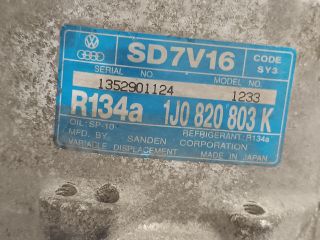 SD7V16 CODE
SY3
SERIAL NO. MODEL NO.
1352901124 1233
R134a 1J0 820 803 K
OIL:SP-10 REFRIGERANT:R134a
MFD. BY SANDEN CORPORATION
VARIABLE DISPLACEMENT MADE IN JAPAN